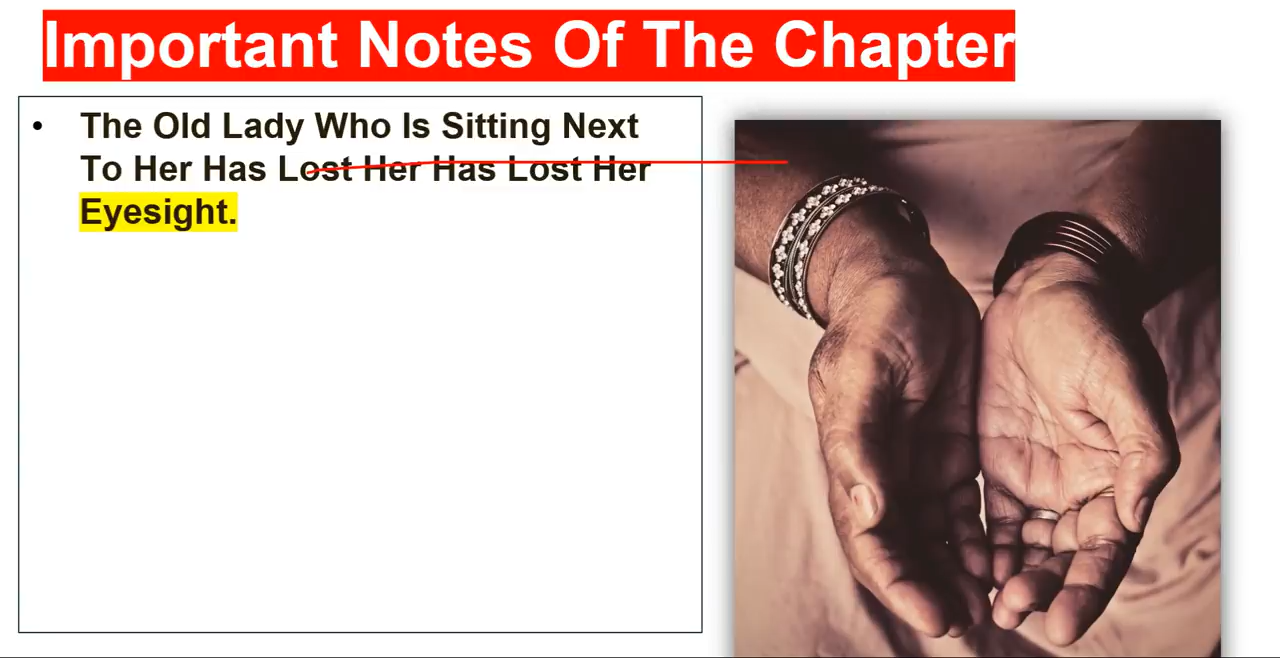 Important Notes Of The Chapter
• The Old Lady Who Is Sitting Next
To Her Has Lost Her Has Lost Her
Eyesight.